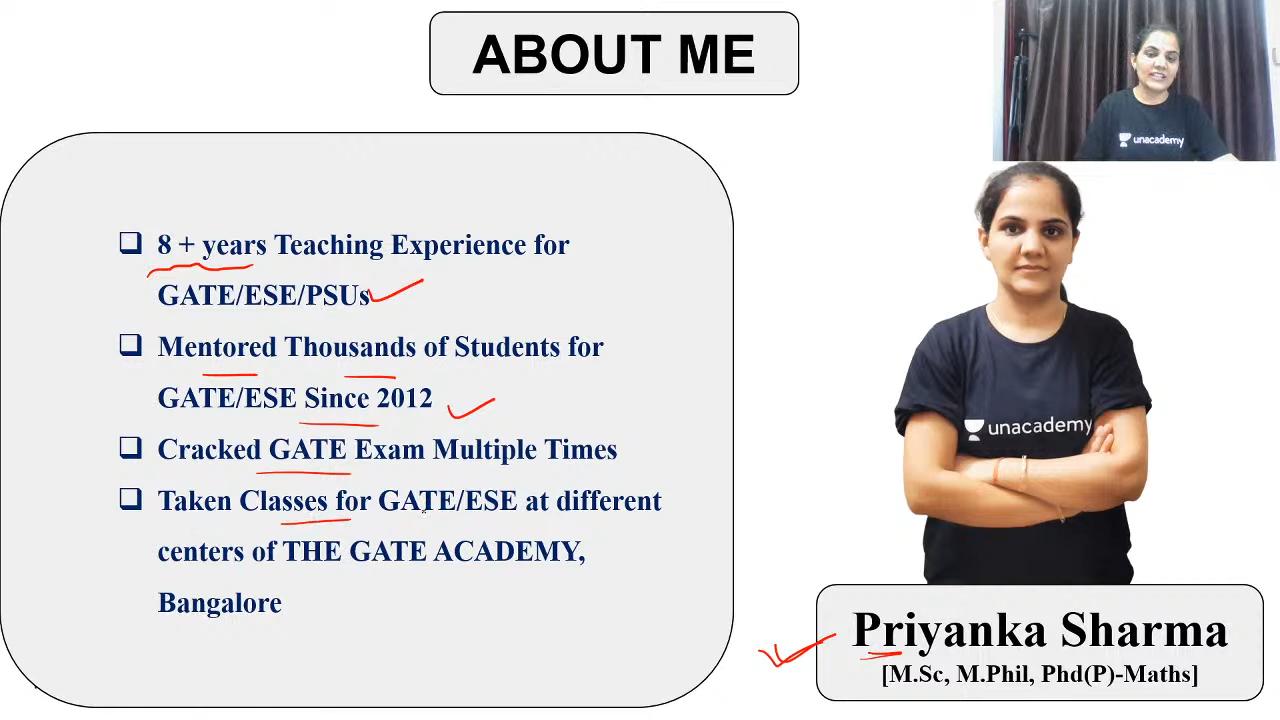 ABOUT ME
unacademy
8 + years Teaching Experience for
GATE/ESE/PSUs
Mentored Thousands of Students for
GATE/ESE Since 2012
Cracked GATE Exam Multiple Times
Taken Classes for GATE/ESE at different
centers of THE GATE ACADEMY,
Bangalore
unacademy
Priyanka Sharma
[M.Sc, M.Phil, Phd(P)-Maths]